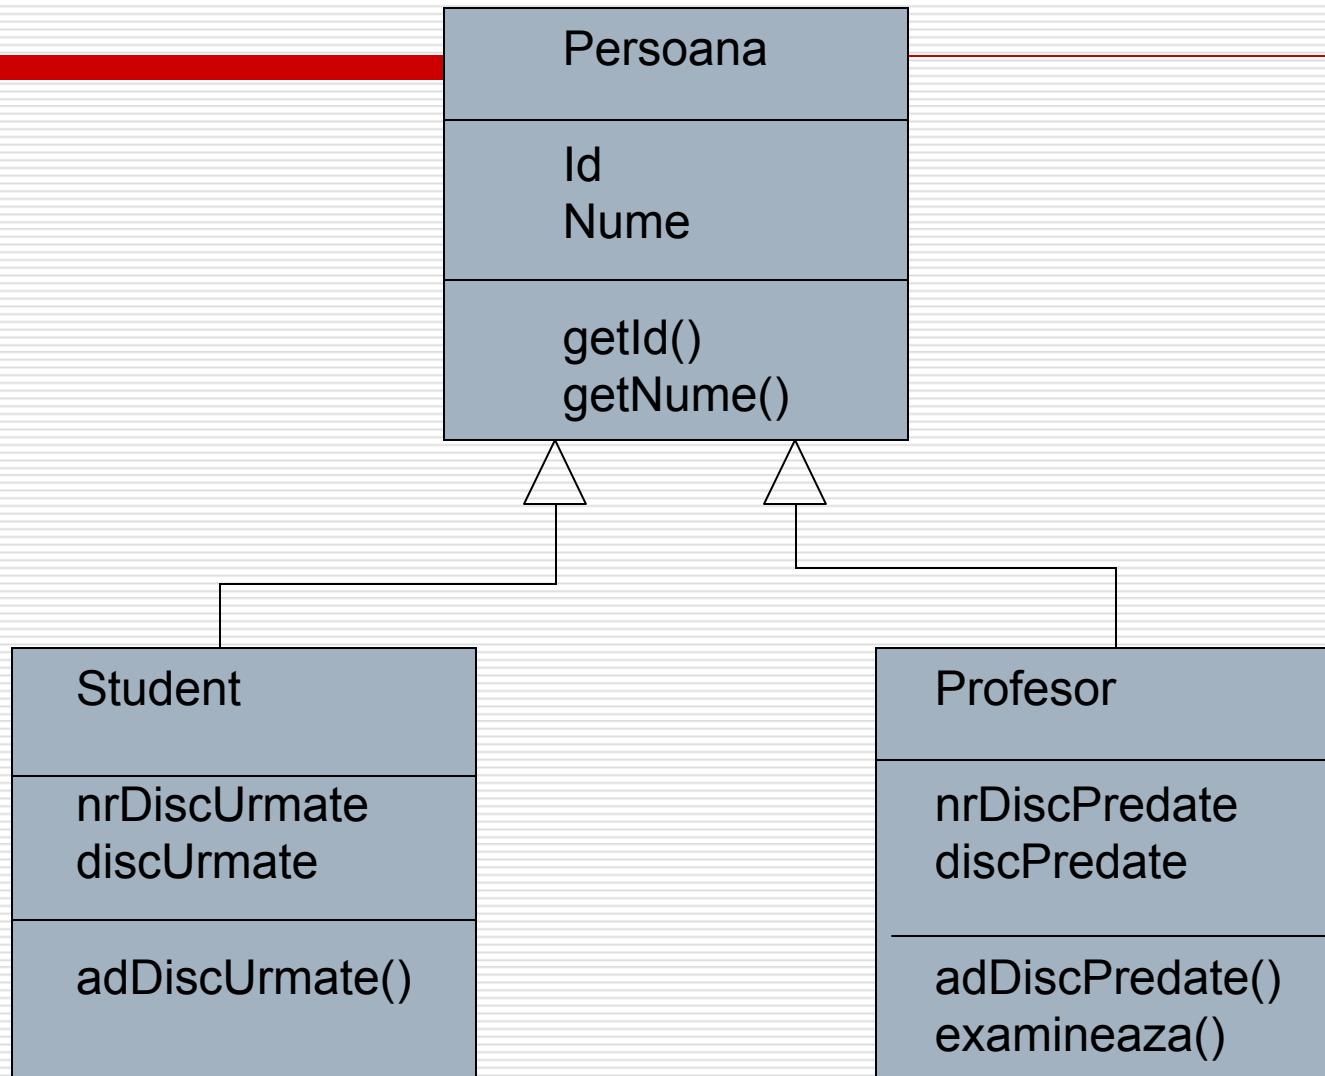 Persoana
Id
Nume
getId()
getNume()
Student
nrDiscUrmate
discUrmate
adDiscUrmate()
Profesor
nrDiscPredate
discPredate
adDiscPredate()
examineaza()